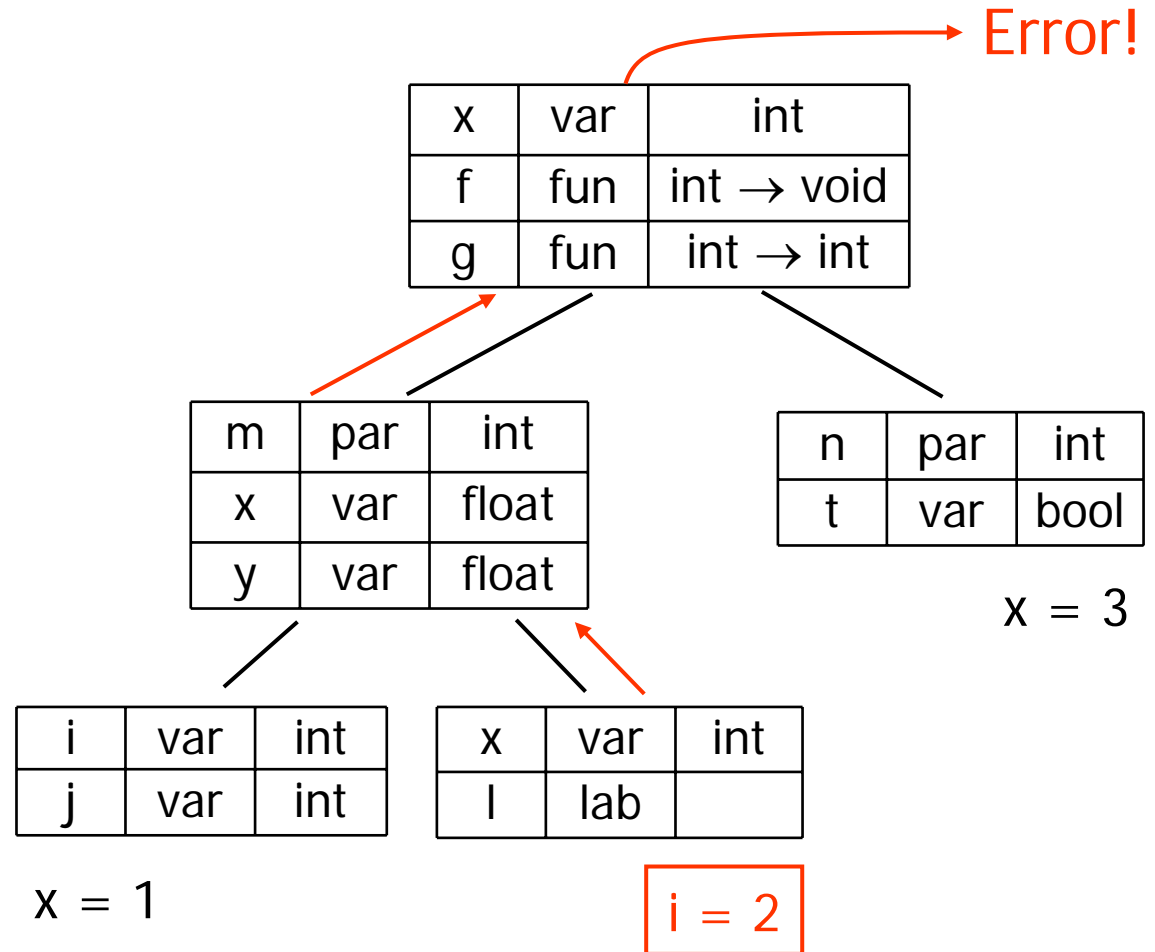 Error!
x var int
f fun int → void
g fun int → int
m par int
x var float
y var float
n par int
t var bool
x = 3
i var int
j var int
x var int
l lab
x = 1
i = 2